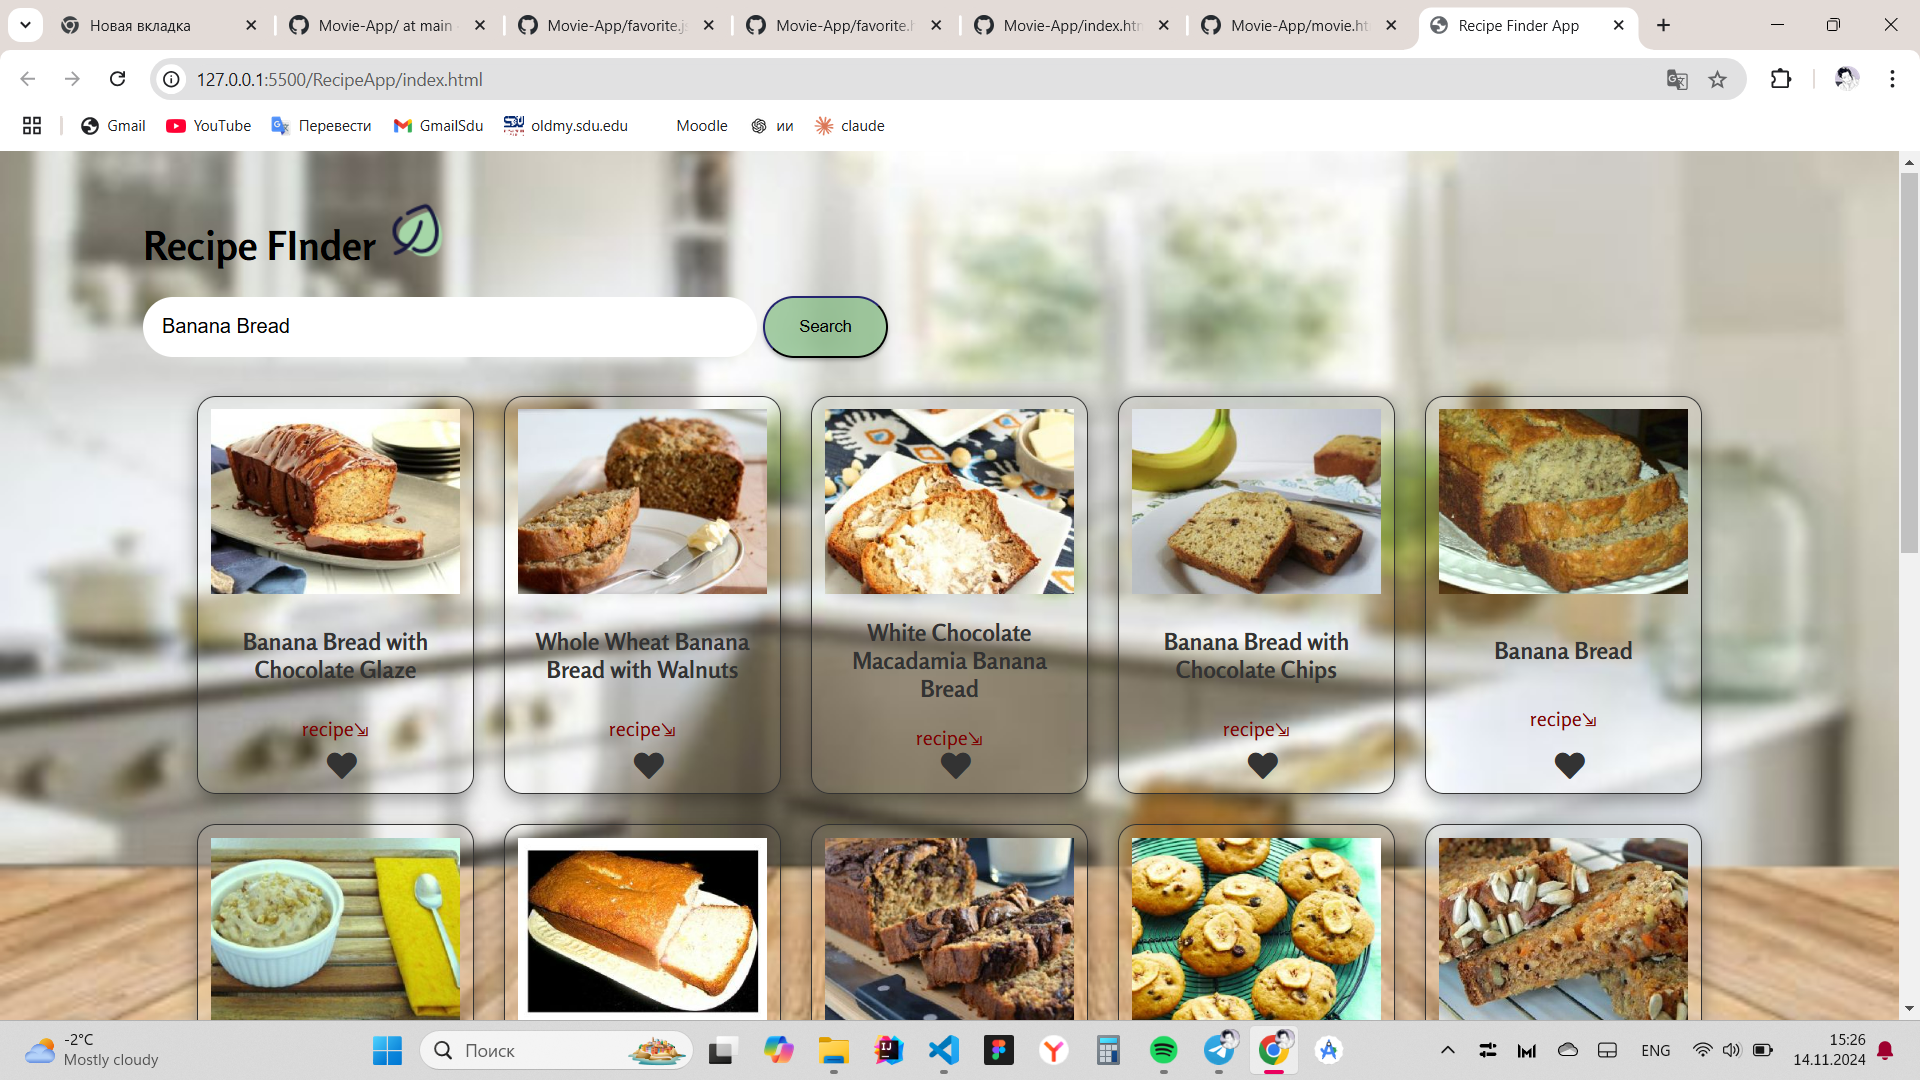 Новая вкладка
Movie-App/ at main
Movie-App/favorite.js
Movie-App/favorite.h
Movie-App/index.htm
Movie-App/movie.ht
Recipe Finder App
127.0.0.1:5500/RecipeApp/index.html
Gmail
YouTube
Перевести
GmailSdu
oldmy.sdu.edu
Moodle
ии
claude
Recipe FInder
Banana Bread
Search
Banana Bread with
Chocolate Glaze
recipe⇲
Whole Wheat Banana
Bread with Walnuts
recipe⇲
White Chocolate
Macadamia Banana
Bread
recipe⇲
Banana Bread with
Chocolate Chips
recipe⇲
Banana Bread
recipe⇲
-2°C
Mostly cloudy
Поиск
ENG
15:26
14.11.2024